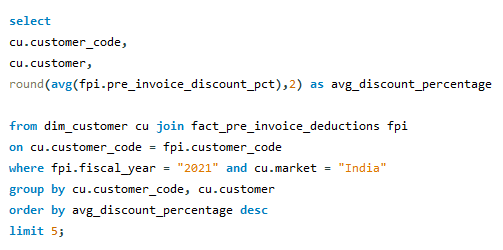 select
cu.customer_code,
cu.customer,
round(avg(fpi.pre_invoice_discount_pct),2) as avg_discount_percentage
from dim_customer cu join fact_pre_invoice_deductions fpi
on cu.customer_code = fpi.customer_code
where fpi.fiscal_year = "2021" and cu.market = "India"
group by cu.customer_code, cu.customer
order by avg_discount_percentage desc
limit 5;